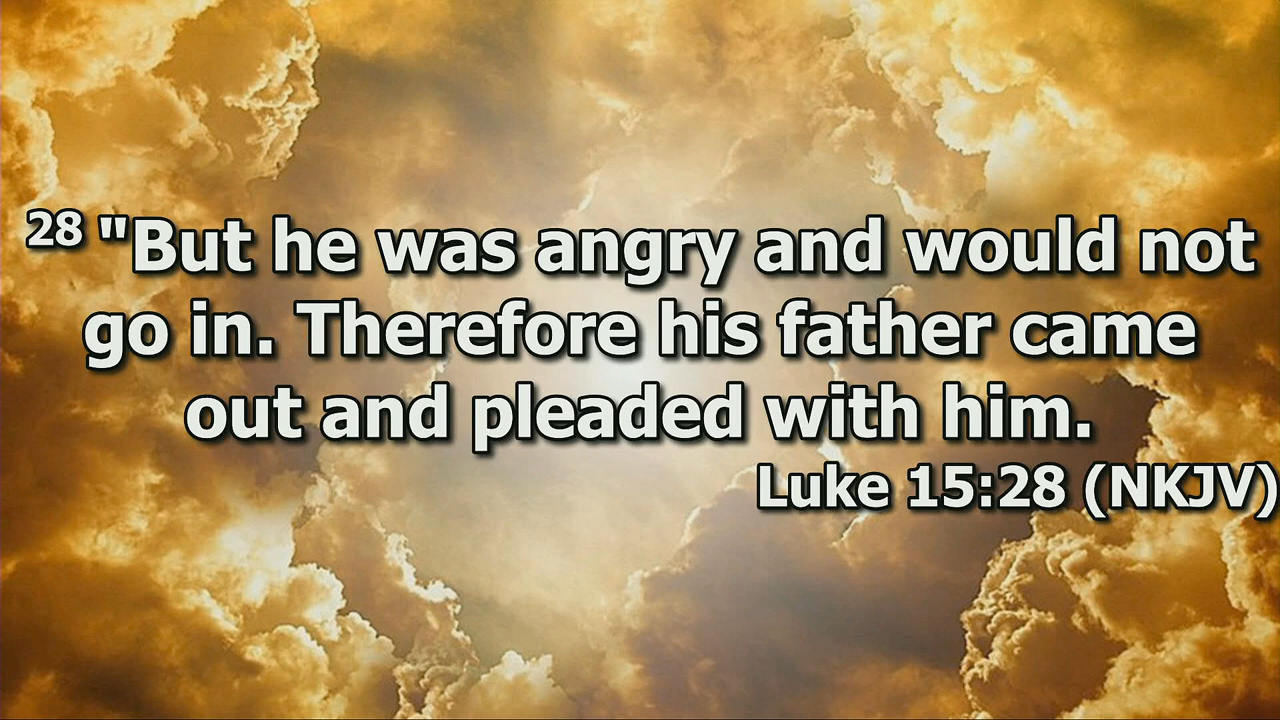 28 "But he was angry and would not
go in. Therefore his father came
out and pleaded with him.
Luke 15:28 (NKJV)